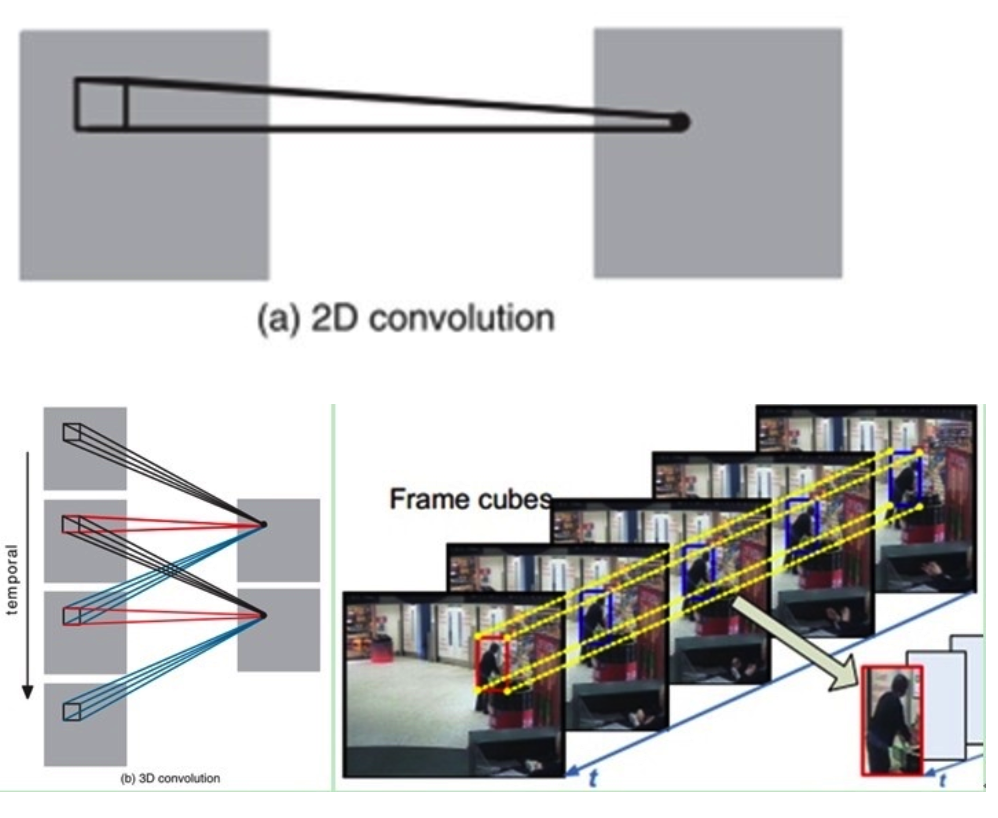 (a) 2D convolution
temporal
(b) 3D convolution
Frame cubes
t
t